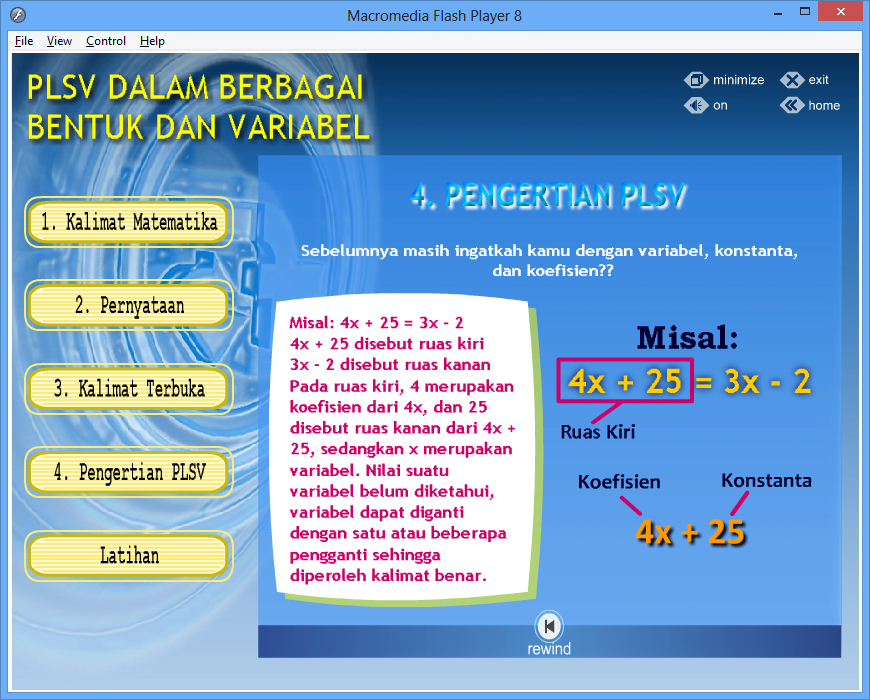 Macromedia Flash Player 8
File View Control Help
PLSV DALAM BERBAGAI
BENTUK DAN VARIABEL
minimize exit
on home
1. Kalimat Matematika
2. Pernyataan
3. Kalimat Terbuka
4. Pengertian PLSV
Latihan
4. PENGERTIAN PLSV
Sebelumnya masih ingatkah kamu dengan variabel, konstanta,
dan koefisien??
Misal: 4x + 25 = 3x - 2
4x + 25 disebut ruas kiri
3x - 2 disebut ruas kanan
Pada ruas kiri, 4 merupakan
koefisien dari 4x, dan 25
disebut ruas kanan dari 4x +
25, sedangkan x merupakan
variabel. Nilai suatu
variabel belum diketahui,
variabel dapat diganti
dengan satu atau beberapa
pengganti sehingga
diperoleh kalimat benar.
Misal:
4x + 25 = 3x - 2
Ruas Kiri
Koefisien Konstanta
4x + 25
rewind